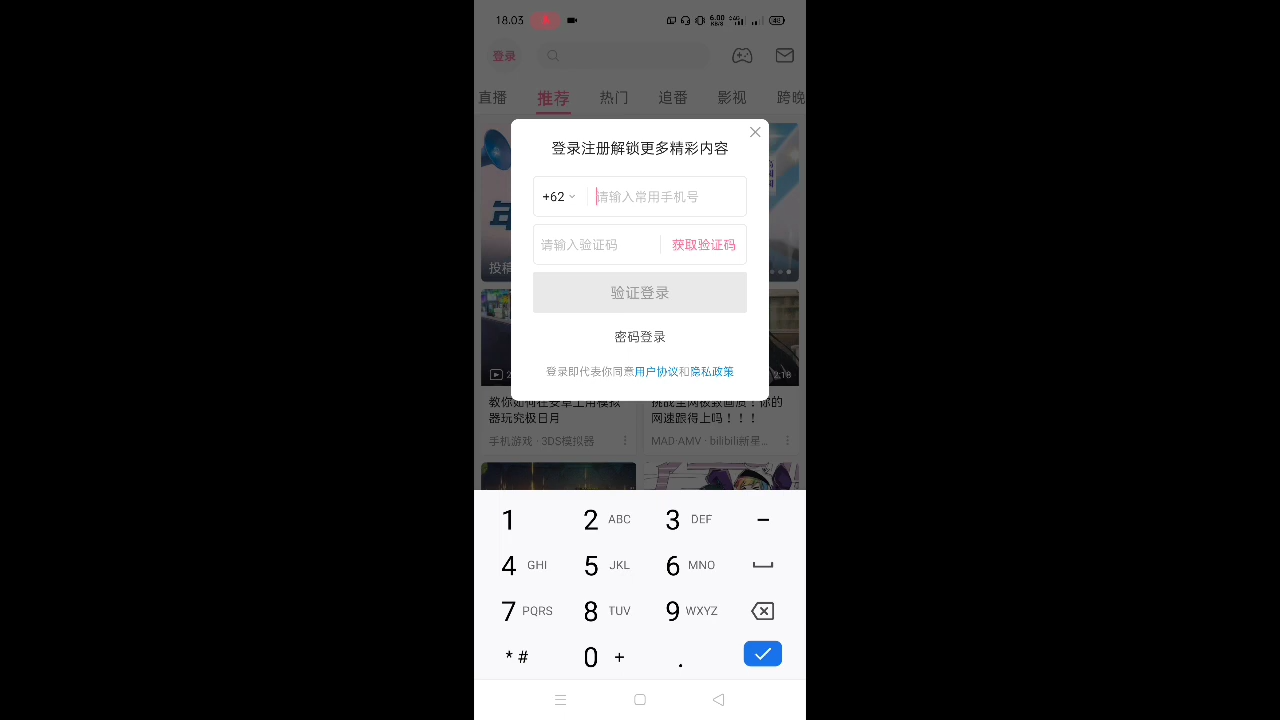 18.03
6.00
KB/S
48
登录
直播 推荐 热门 追番 影视 跨晚
登录注册解锁更多精彩内容
+62 请输入常用手机号
请输入验证码 获取验证码
验证登录
密码登录
登录即代表你同意用户协议和隐私政策
投稿
2:18
教你如何在安卓上用模拟
器玩究极日月
手机游戏 · 3DS模拟器
挑战全网极致画质！你的
网速跟得上吗！！！
MAD·AMV · bilibili新星...
1 2 ABC 3 DEF –
4 GHI 5 JKL 6 MNO
7 PQRS 8 TUV 9 WXYZ
* # 0 + .